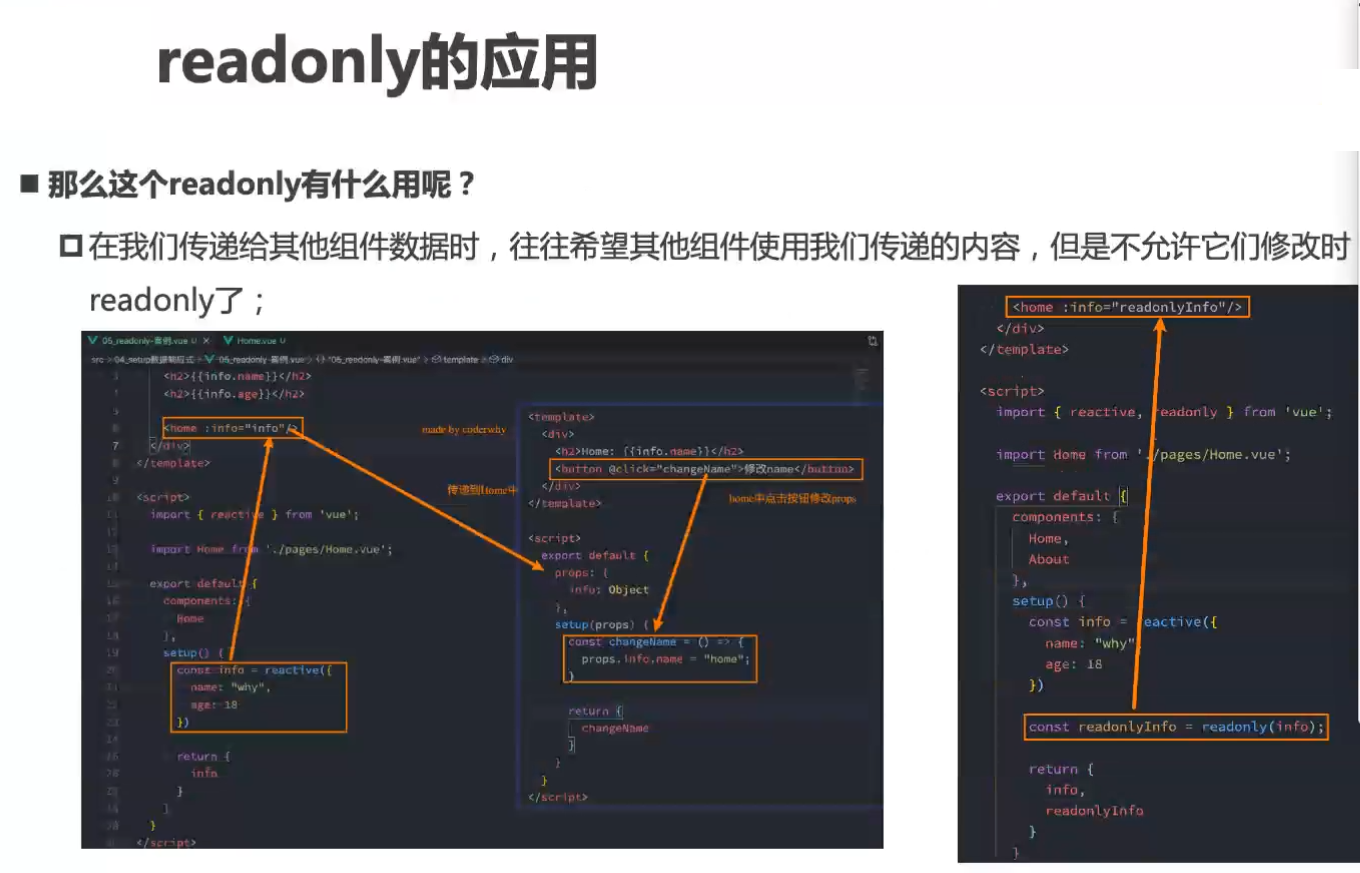 readonly的应用
那么这个readonly有什么用呢？
在我们传递给其他组件数据时，往往希望其他组件使用我们传递的内容，但是不允许它们修改时
readonly了；
05_readonly-案例.vue U
Home.vue U
src > 04_setup数据响应式 > 05_readonly-案例.vue > {} "05_readonly-案例.vue" > template > div
<h2>{{info.name}}</h2>
<h2>{{info.age}}</h2>
<home :info="info"/>
7 </div>
</template>
<script>
import { reactive } from 'vue';
import Home from './pages/Home.vue';
export default {
components: {
Home
},
setup() {
const info = reactive({
name: "why",
age: 18
})
return {
info
}
}
}
</script>
made by coderwhy
传递到Home中
<template>
<div>
<h2>Home: {{info.name}}</h2>
<button @click="changeName">修改name</button>
</div>
</template>
home中点击按钮修改props
<script>
export default {
props: {
info: Object
},
setup(props) {
const changeName = () => {
props.info.name = "home";
}
return {
changeName
}
}
}
</script>
<home :info="readonlyInfo"/>
</div>
</template>
<script>
import { reactive, readonly } from 'vue';
import Home from './pages/Home.vue';
export default {
components: {
Home,
About
},
setup() {
const info = reactive({
name: "why"
age: 18
})
const readonlyInfo = readonly(info);
return {
info,
readonlyInfo
}
}